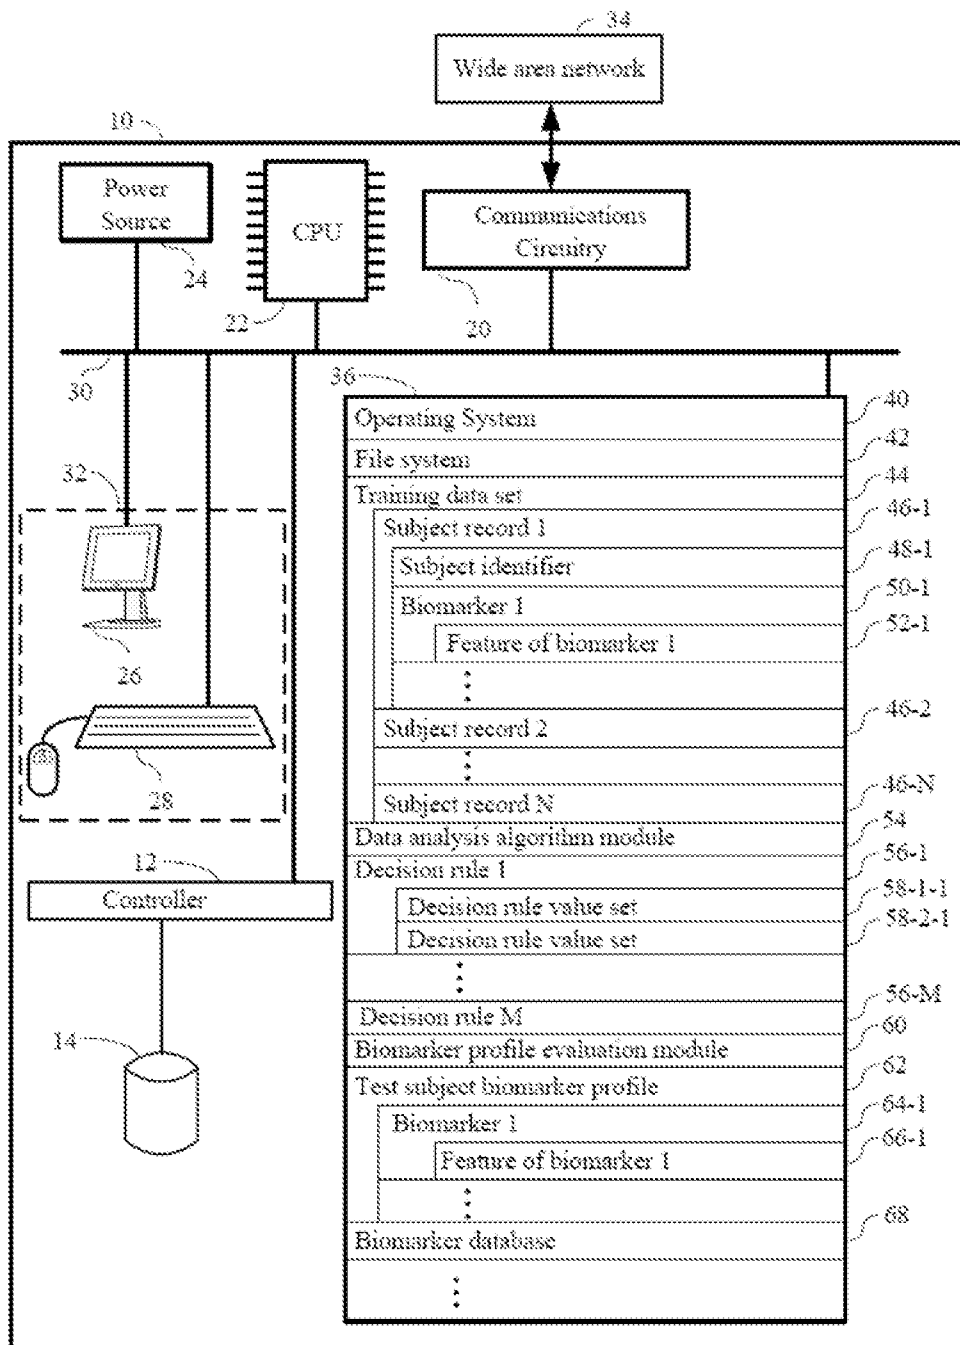 34
Wide area network
10
Power
Source
24
CPU
22
Communications
Circuitry
20
30
36
Operating System
40
File system
42
Training data set
44
Subject record 1
46-1
Subject identifier
48-1
Biomarker 1
50-1
Feature of biomarker 1
52-1
Subject record 2
46-2
Subject record N
46-N
Data analysis algorithm module
54
Decision rule 1
56-1
Decision rule value set
58-1-1
Decision rule value set
58-2-1
Decision rule M
56-M
Biomarker profile evaluation module
60
Test subject biomarker profile
62
Biomarker 1
64-1
Feature of biomarker 1
66-1
Biomarker database
68
32
26
28
12
Controller
14